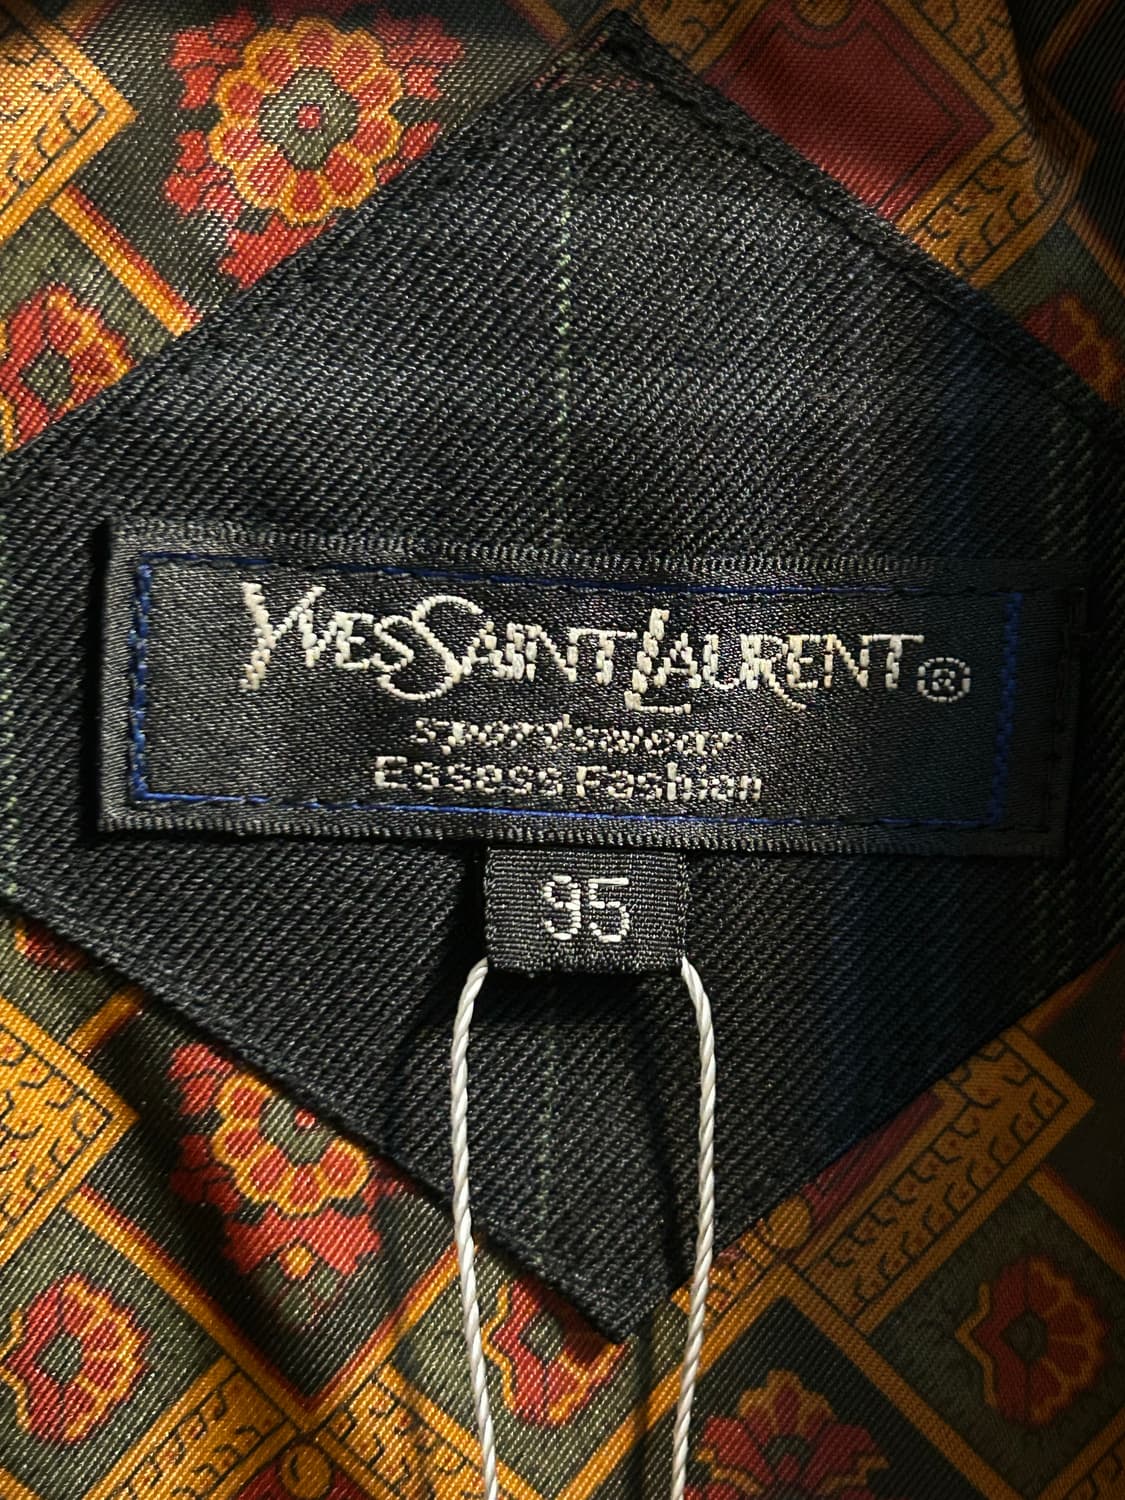 YVES SAINT LAURENT®
sportswear
Essess Fashion
95